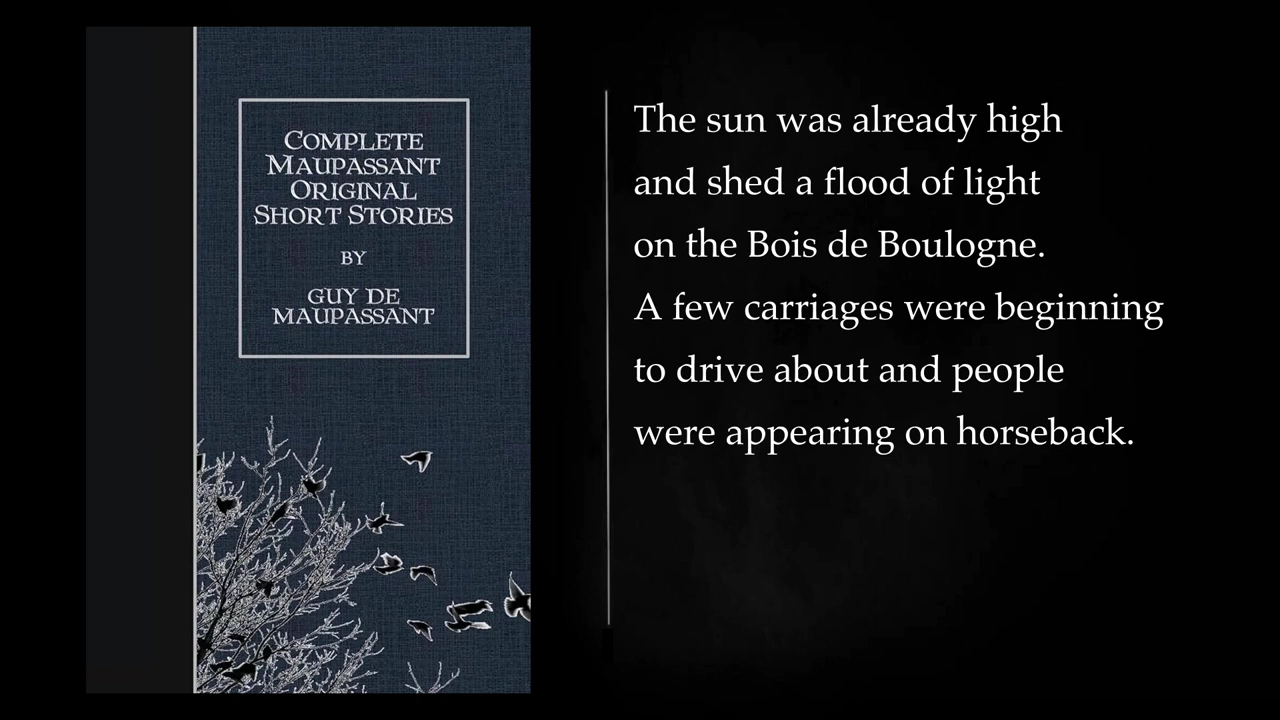 COMPLETE
MAUPASSANT
ORIGINAL
SHORT STORIES
BY
GUY DE
MAUPASSANT
The sun was already high
and shed a flood of light
on the Bois de Boulogne.
A few carriages were beginning
to drive about and people
were appearing on horseback.